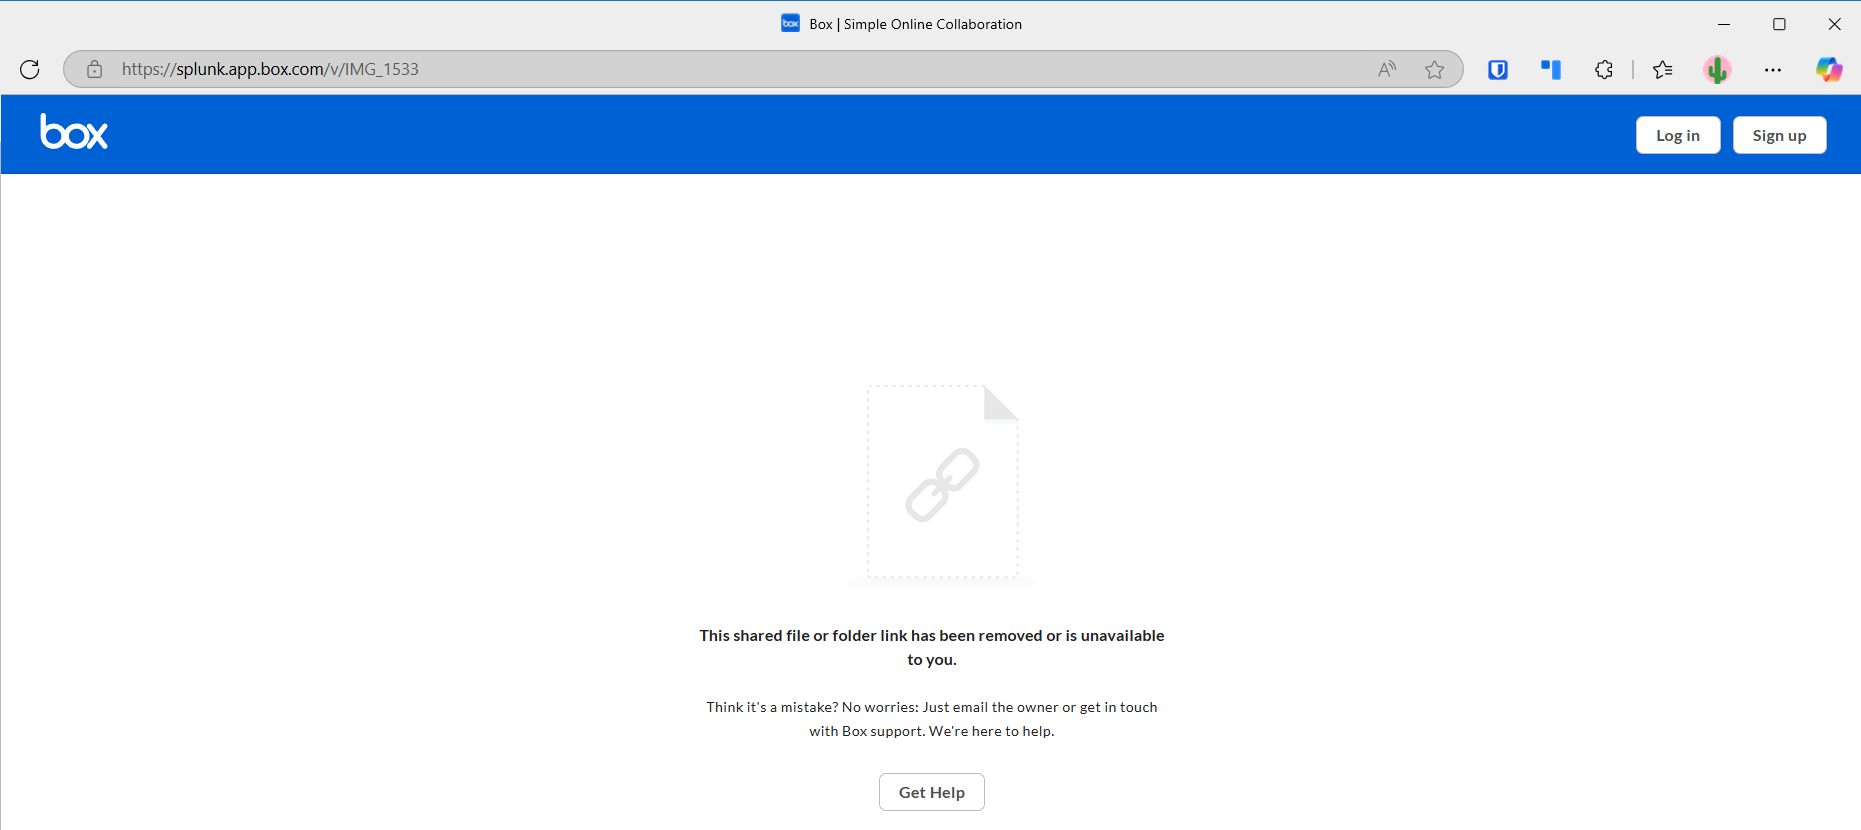 box Box | Simple Online Collaboration
https://splunk.app.box.com/v/IMG_1533
box
Log in
Sign up
This shared file or folder link has been removed or is unavailable
to you.
Think it's a mistake? No worries: Just email the owner or get in touch
with Box support. We're here to help.
Get Help